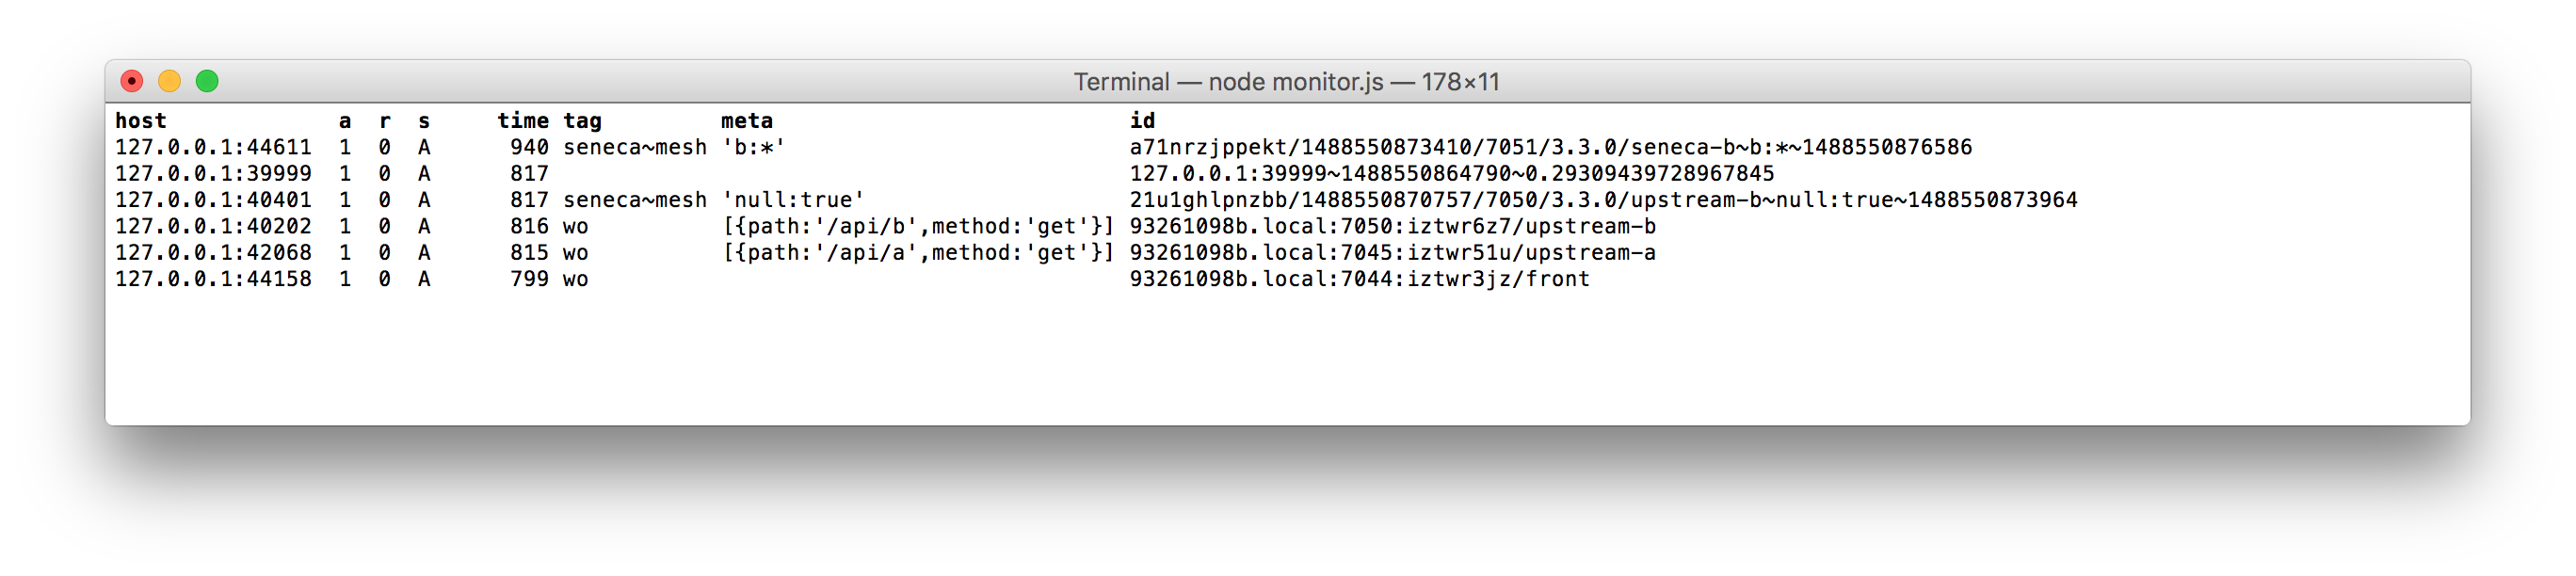 Terminal — node monitor.js — 178×11
host a r s time tag meta id
127.0.0.1:44611 1 0 A 940 seneca~mesh 'b:*' a71nrzjppekt/1488550873410/7051/3.3.0/seneca-b~b:*~1488550876586
127.0.0.1:39999 1 0 A 817 127.0.0.1:39999~1488550864790~0.29309439728967845
127.0.0.1:40401 1 0 A 817 seneca~mesh 'null:true' 21u1ghlpnzbb/1488550870757/7050/3.3.0/upstream-b~null:true~1488550873964
127.0.0.1:40202 1 0 A 816 wo [{path:'/api/b',method:'get'}] 93261098b.local:7050:iztwr6z7/upstream-b
127.0.0.1:42068 1 0 A 815 wo [{path:'/api/a',method:'get'}] 93261098b.local:7045:iztwr51u/upstream-a
127.0.0.1:44158 1 0 A 799 wo 93261098b.local:7044:iztwr3jz/front